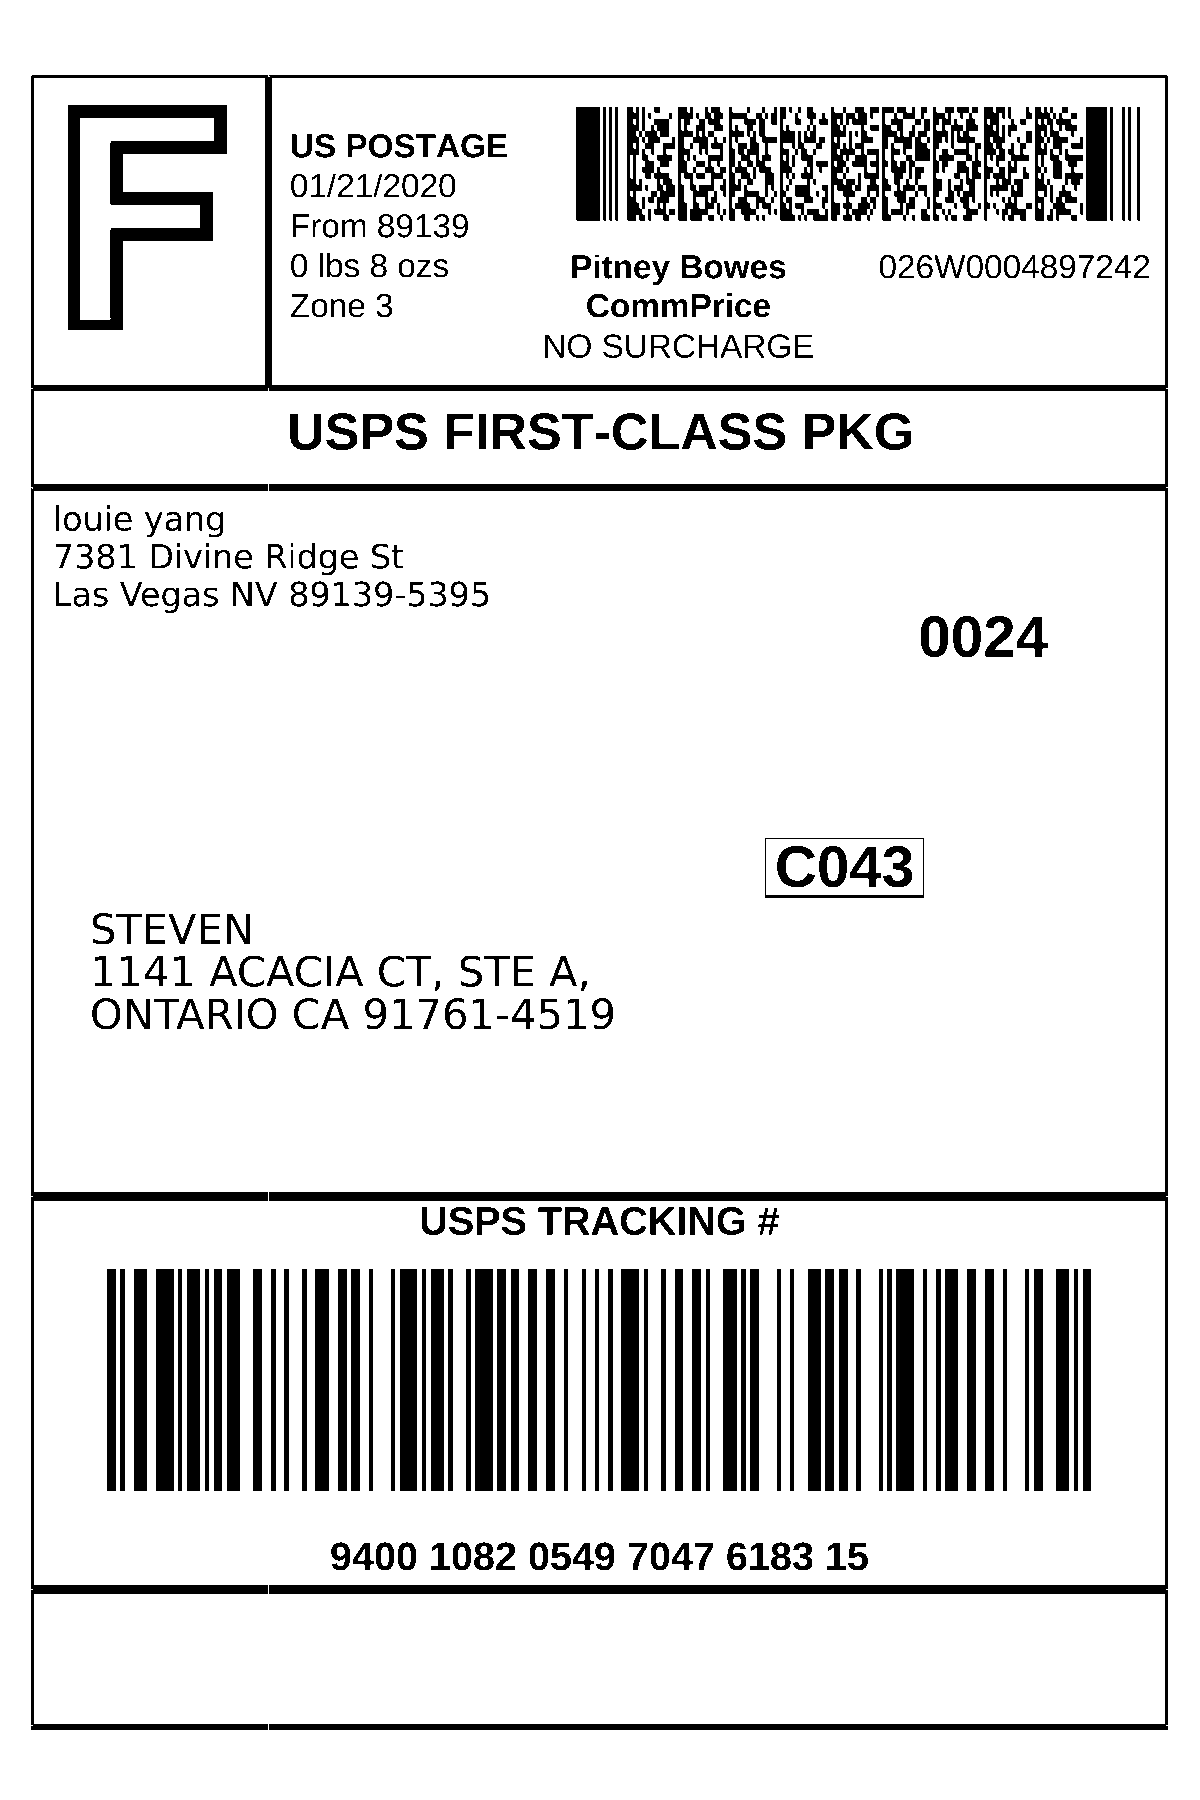 F
US POSTAGE
01/21/2020
From 89139
0 lbs 8 ozs
Zone 3
Pitney Bowes
CommPrice
NO SURCHARGE
026W0004897242
USPS FIRST-CLASS PKG
louie yang
7381 Divine Ridge St
Las Vegas NV 89139-5395
0024
C043
STEVEN
1141 ACACIA CT, STE A,
ONTARIO CA 91761-4519
USPS TRACKING #
9400 1082 0549 7047 6183 15